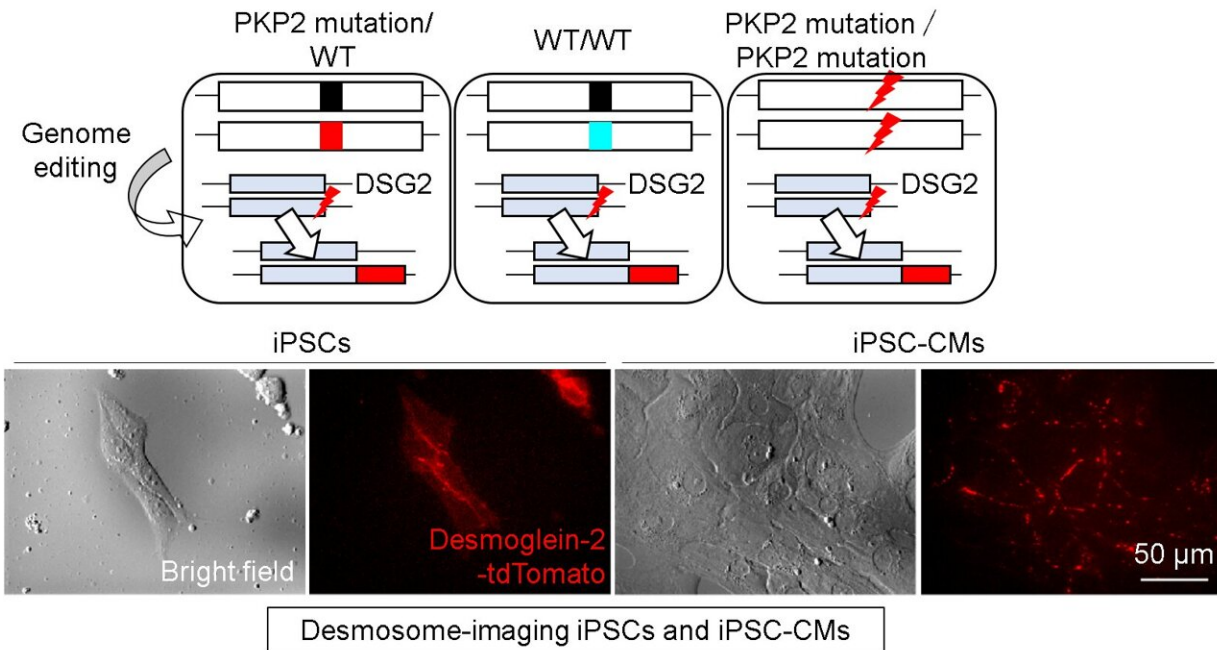 PKP2 mutation/
WT
WT/WT
PKP2 mutation /
PKP2 mutation
Genome
editing
DSG2
DSG2
DSG2
iPSCs
iPSC-CMs
Bright field
Desmoglein-2
-tdTomato
50 μm
Desmosome-imaging iPSCs and iPSC-CMs